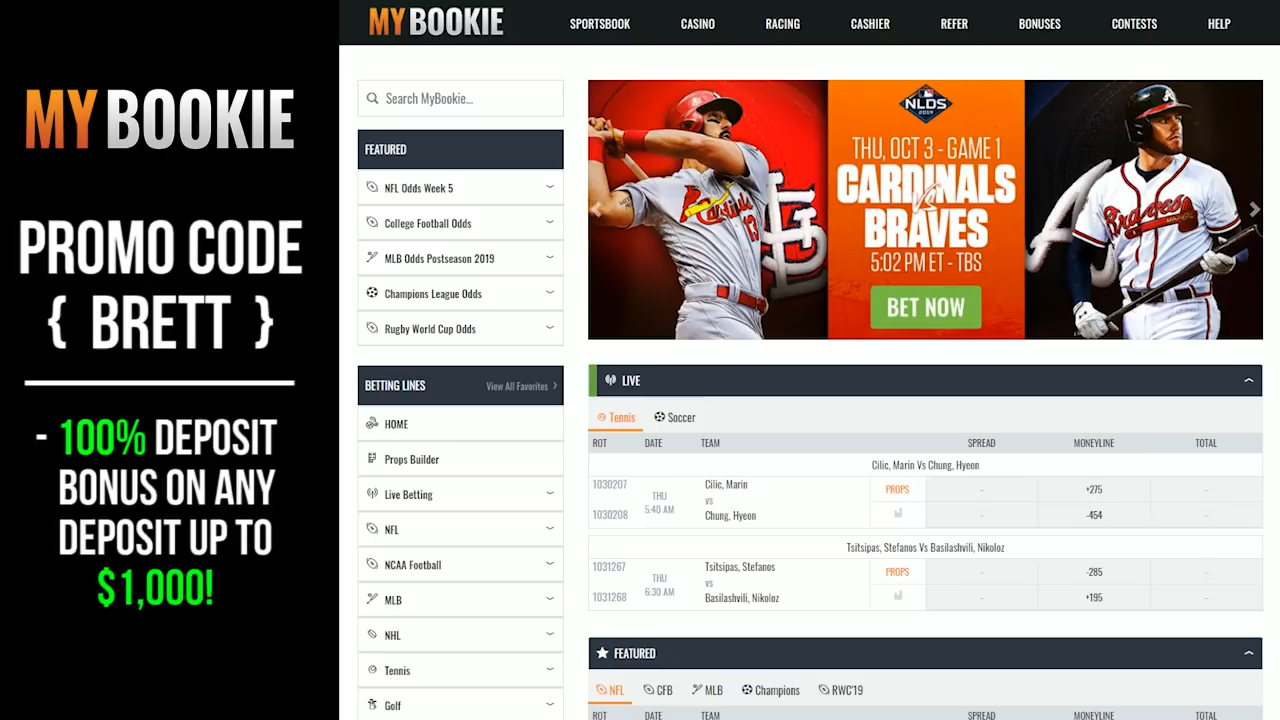 MYBOOKIE
PROMO CODE
{ BRETT }
- 100% DEPOSIT
BONUS ON ANY
DEPOSIT UP TO
$1,000!
MYBOOKIE
SPORTSBOOK CASINO RACING CASHIER REFER BONUSES CONTESTS HELP
Search MyBookie...
FEATURED
NFL Odds Week 5
College Football Odds
MLB Odds Postseason 2019
Champions League Odds
Rugby World Cup Odds
BETTING LINES View All Favorites
HOME
Props Builder
Live Betting
NFL
NCAA Football
MLB
NHL
Tennis
Golf
Cardinals
13
NLDS
2019
THU, OCT 3 - GAME 1
CARDINALS
vs
BRAVES
5:02 PM ET - TBS
BET NOW
Braves
LIVE
Tennis Soccer
ROT DATE TEAM SPREAD MONEYLINE TOTAL
Cilic, Marin Vs Chung, Hyeon
1030207 THU 5:40 AM Cilic, Marin PROPS - +275 -
vs
1030208 Chung, Hyeon - -454 -
Tsitsipas, Stefanos Vs Basilashvili, Nikoloz
1031267 THU 6:30 AM Tsitsipas, Stefanos PROPS - -285 -
vs
1031268 Basilashvili, Nikoloz - +195 -
FEATURED
NFL CFB MLB Champions RWC'19
ROT DATE TEAM SPREAD MONEYLINE TOTAL